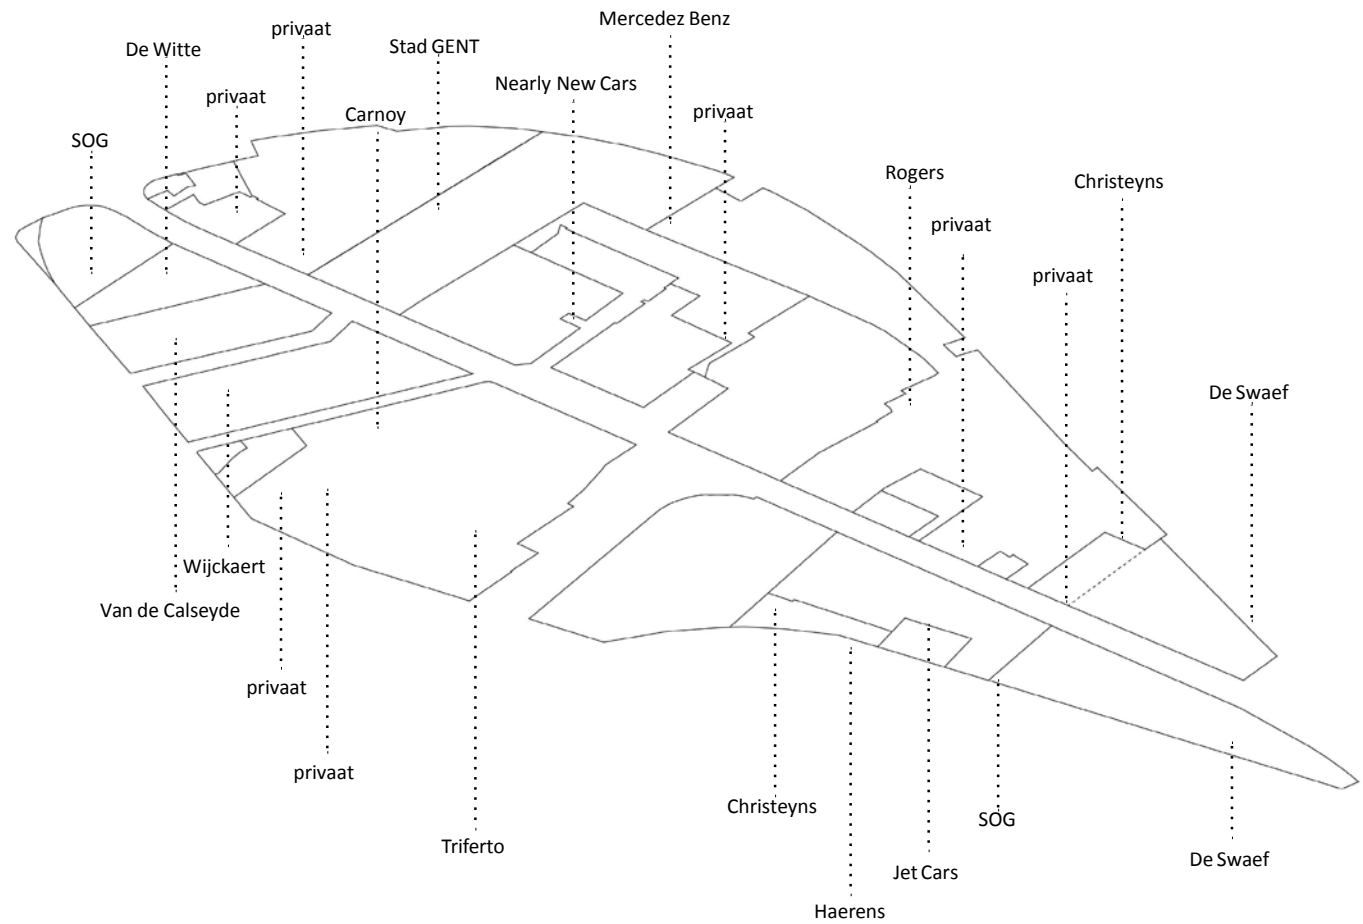 Mercedez Benz
privaat
De Witte
Stad GENT
Nearly New Cars
privaat
Carnoy
privaat
SOG
Rogers
Christeyns
privaat
privaat
De Swaef
Wijckaert
Van de Calseyde
privaat
privaat
Christeyns
SOG
Triferto
De Swaef
Jet Cars
Haerens